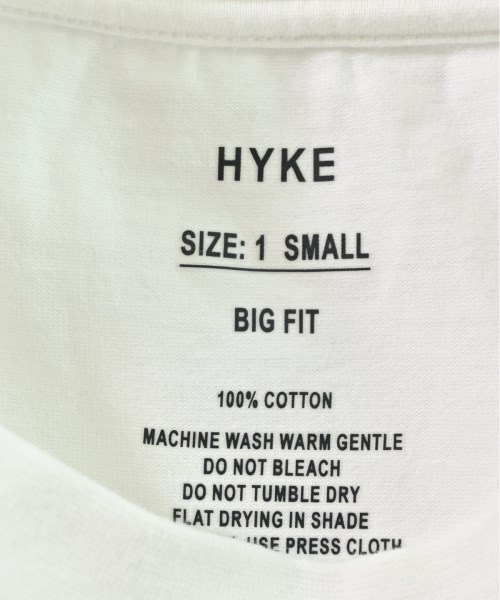 HYKE
SIZE: 1 SMALL
BIG FIT
100% COTTON
MACHINE WASH WARM GENTLE
DO NOT BLEACH
DO NOT TUMBLE DRY
FLAT DRYING IN SHADE
USE PRESS CLOTH